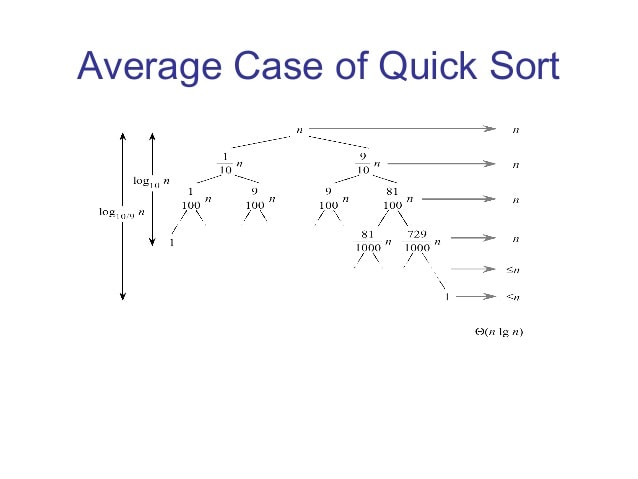 Average Case of Quick Sort
n n
1/10 n 9/10 n n
log10 n
1/100 n 9/100 n 9/100 n 81/100 n n
log10/9 n
1 81/1000 n 729/1000 n n
≤n
1 <n
Θ(n lg n)